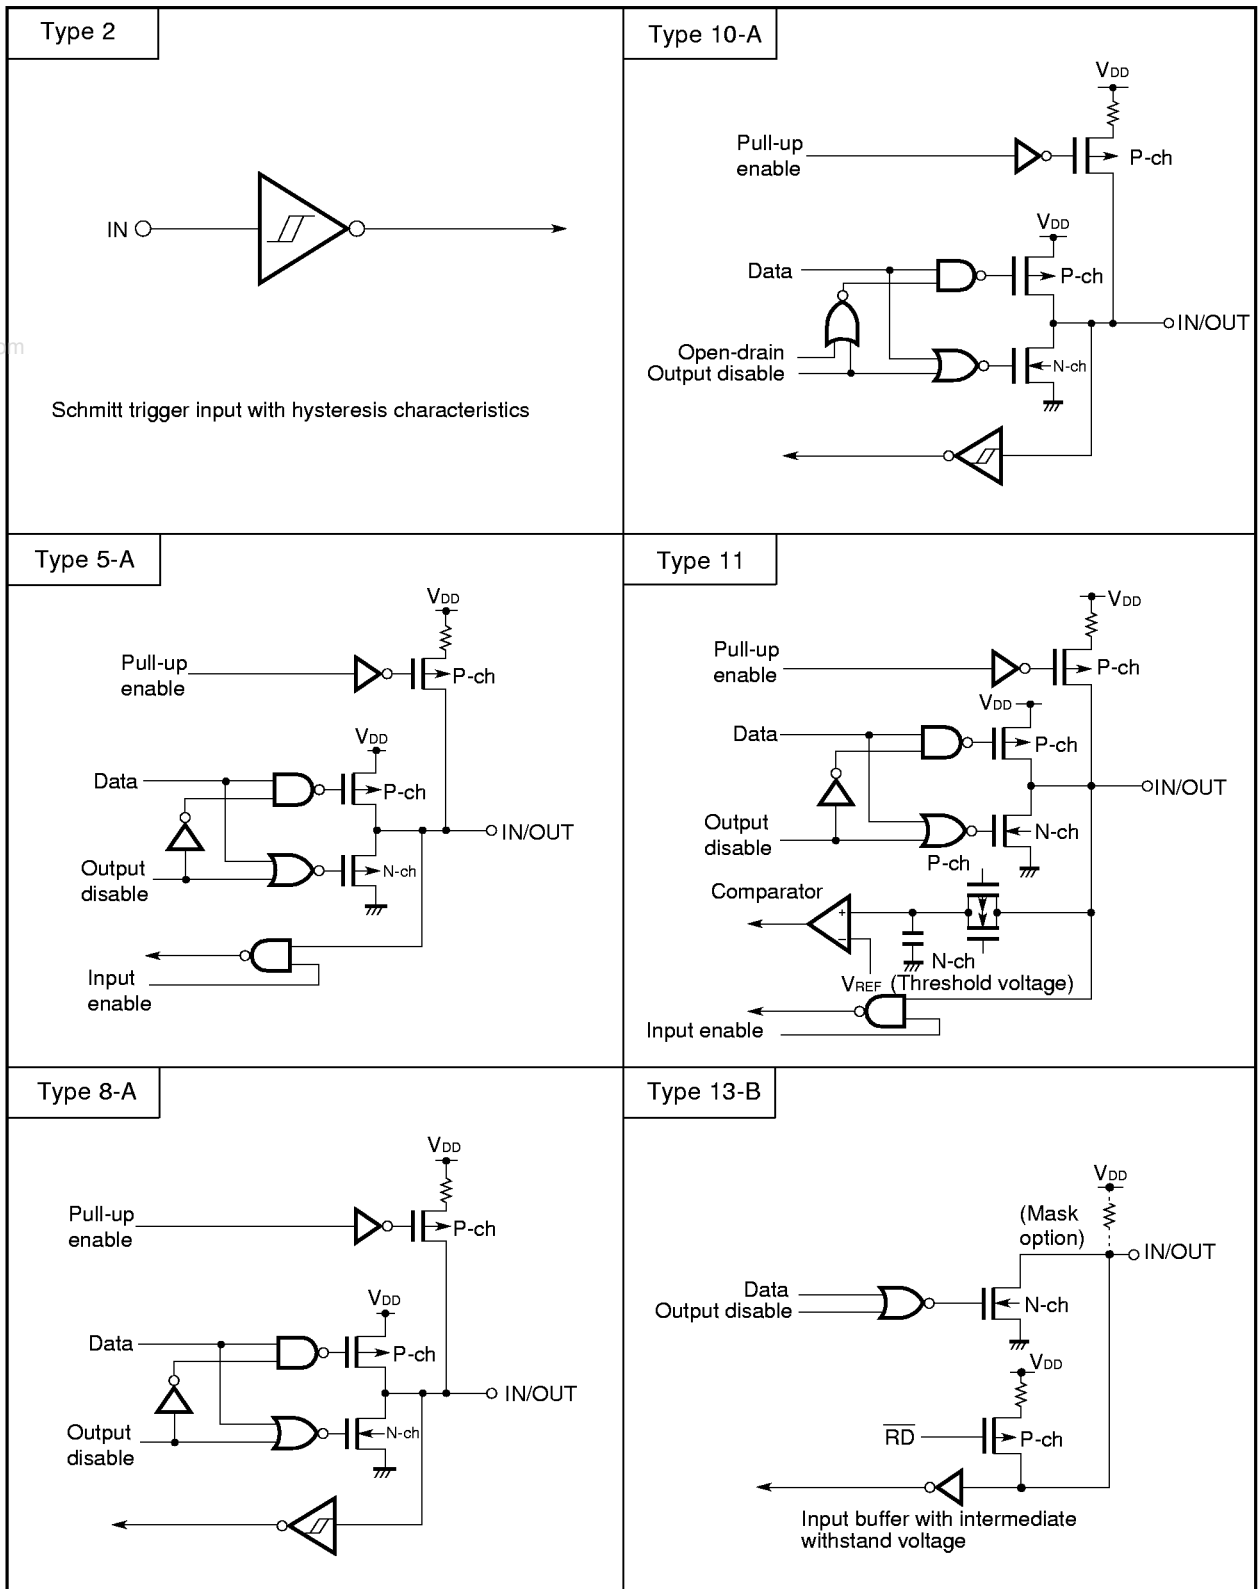 Type 2
IN
Schmitt trigger input with hysteresis characteristics
om
Type 10-A
VDD
Pull-up
enable
P-ch
VDD
Data
P-ch
IN/OUT
Open-drain
Output disable
N-ch
Type 5-A
VDD
Pull-up
enable
P-ch
VDD
Data
P-ch
IN/OUT
Output
disable
N-ch
Input
enable
Type 11
VDD
Pull-up
enable
P-ch
VDD
Data
P-ch
IN/OUT
Output
disable
N-ch
P-ch
Comparator
+
−
N-ch
VREF (Threshold voltage)
Input enable
Type 8-A
VDD
Pull-up
enable
P-ch
VDD
Data
P-ch
IN/OUT
Output
disable
N-ch
Type 13-B
VDD
(Mask
option)
IN/OUT
Data
Output disable
N-ch
VDD
RD
P-ch
Input buffer with intermediate
withstand voltage